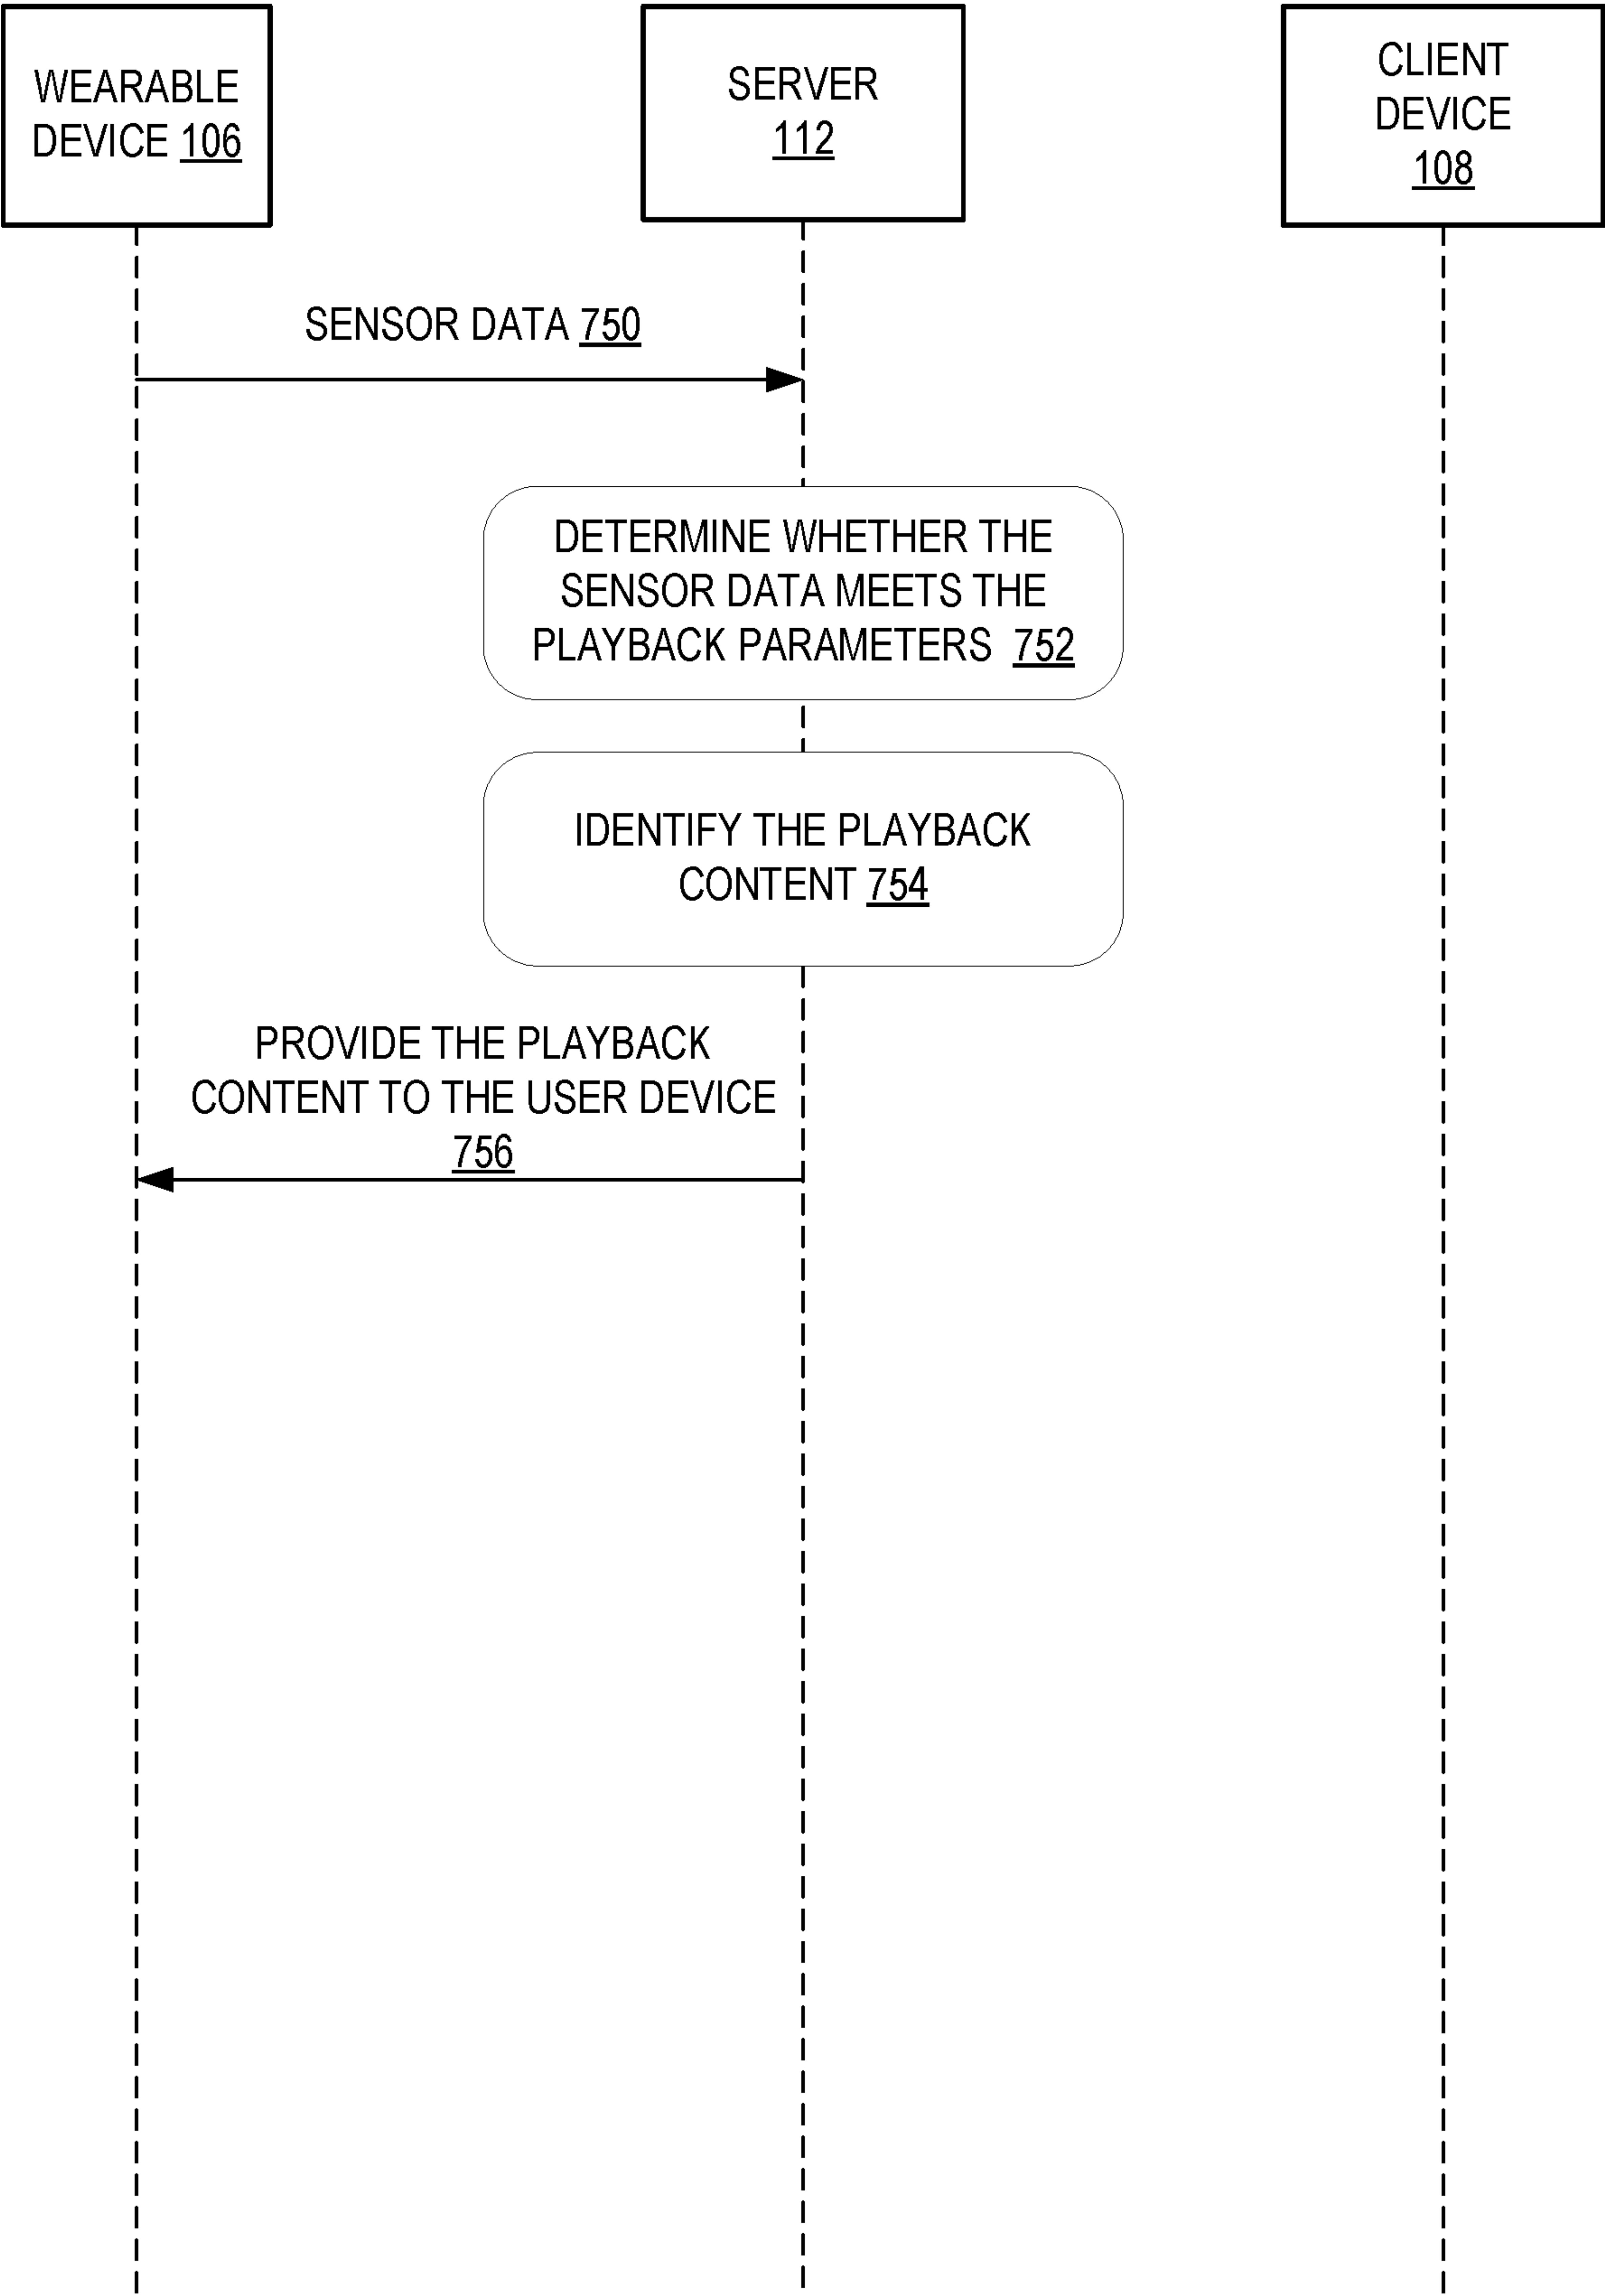 WEARABLE
DEVICE 106
SERVER
112
CLIENT
DEVICE
108
SENSOR DATA 750
DETERMINE WHETHER THE
SENSOR DATA MEETS THE
PLAYBACK PARAMETERS 752
IDENTIFY THE PLAYBACK
CONTENT 754
PROVIDE THE PLAYBACK
CONTENT TO THE USER DEVICE
756